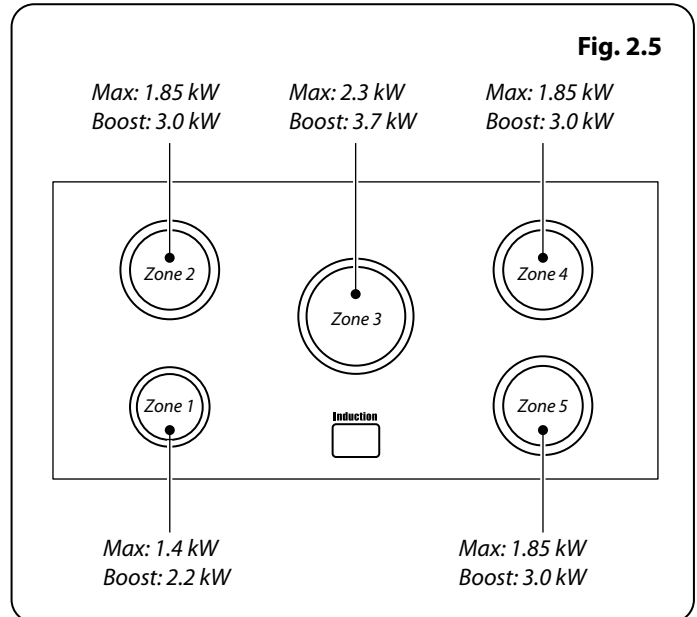 Fig. 2.5
Max: 1.85 kW
Boost: 3.0 kW
Max: 2.3 kW
Boost: 3.7 kW
Max: 1.85 kW
Boost: 3.0 kW
Zone 2
Zone 3
Zone 4
Zone 1
Induction
Zone 5
Max: 1.4 kW
Boost: 2.2 kW
Max: 1.85 kW
Boost: 3.0 kW